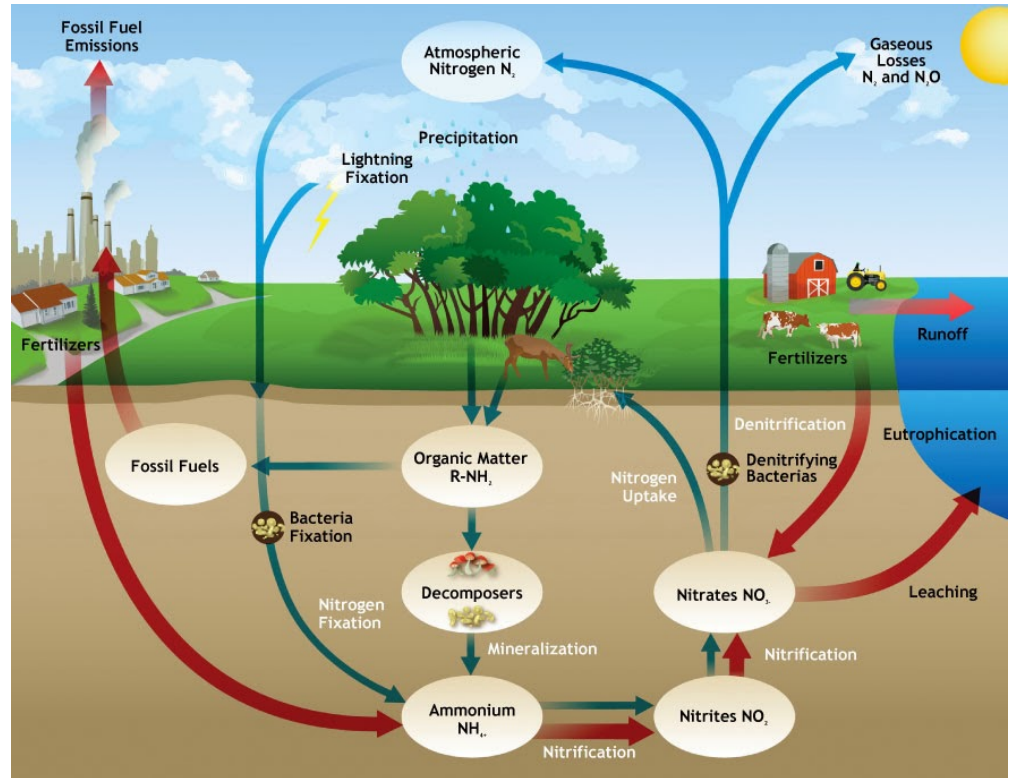 Fossil Fuel
Emissions
Atmospheric
Nitrogen N₂
Gaseous
Losses
N₂ and N₂O
Precipitation
Lightning
Fixation
Fertilizers
Fertilizers
Runoff
Denitrification
Eutrophication
Fossil Fuels
Organic Matter
R-NH₂
Nitrogen
Uptake
Denitrifying
Bacterias
Bacteria
Fixation
Decomposers
Nitrates NO₃-
Leaching
Nitrogen
Fixation
Mineralization
Nitrification
Ammonium
NH₄+
Nitrites NO₂
Nitrification